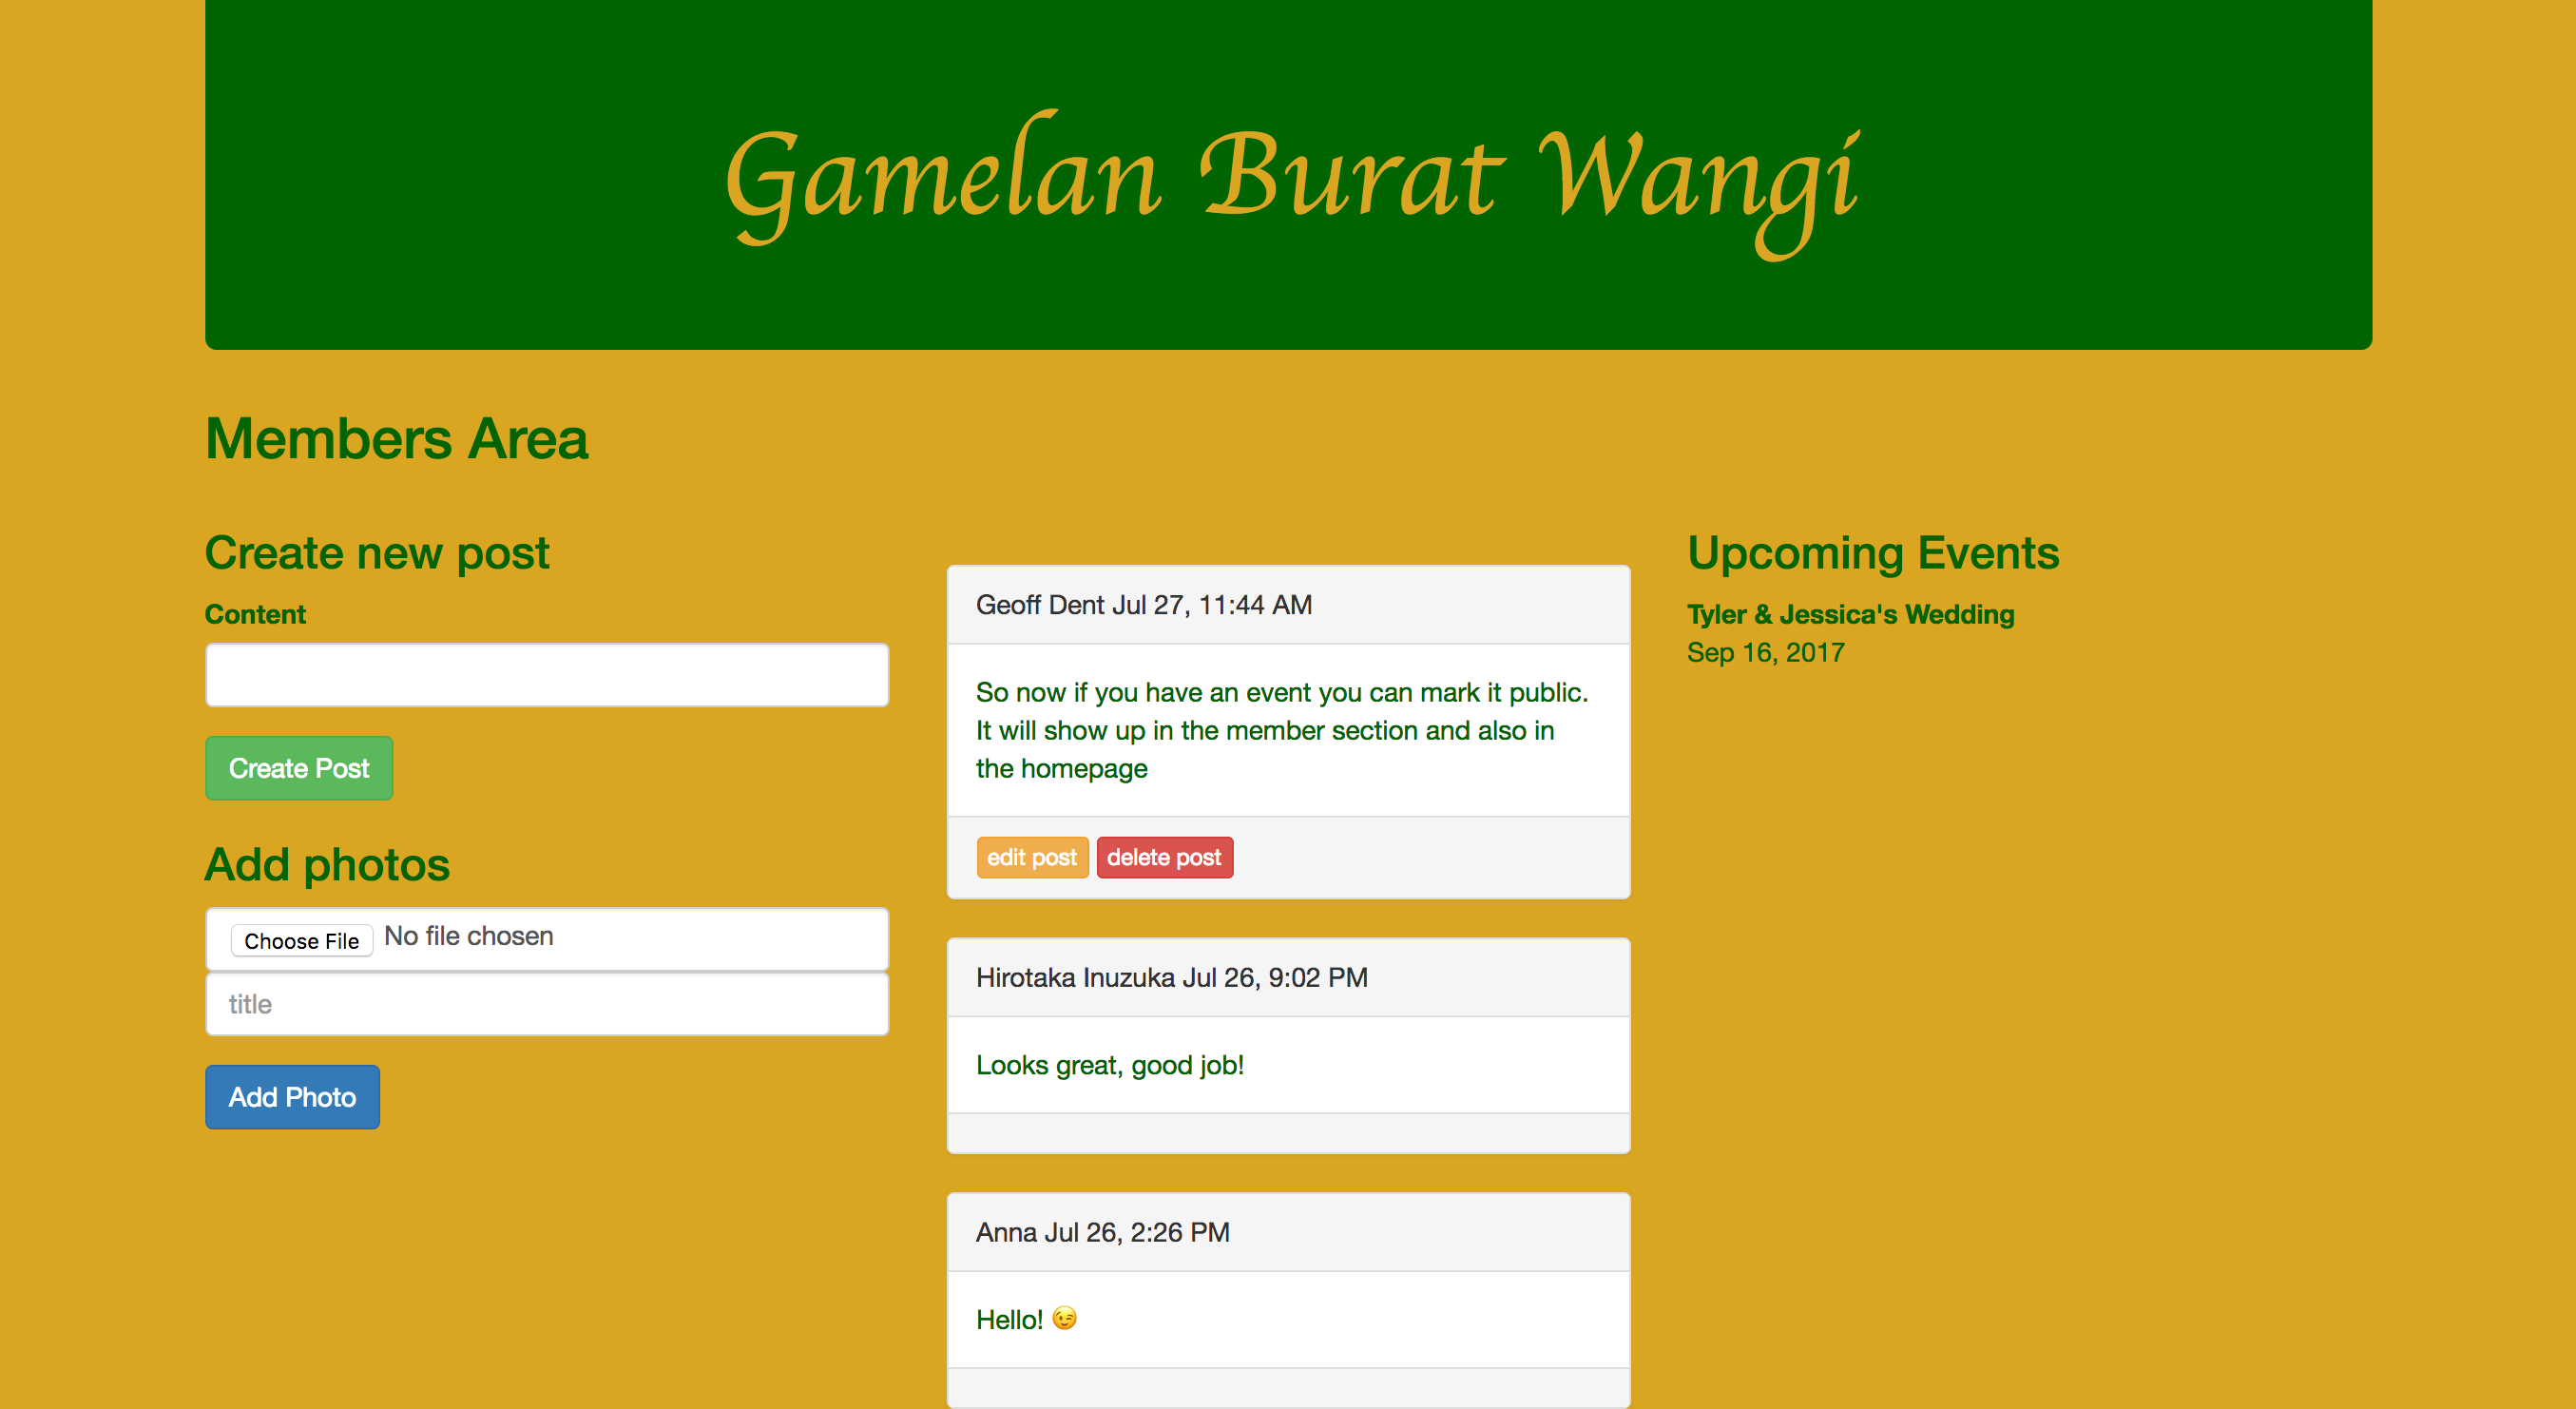 Gamelan Burat Wangi
Members Area
Create new post
Content
Create Post
Add photos
Choose File No file chosen
title
Add Photo
Geoff Dent Jul 27, 11:44 AM
So now if you have an event you can mark it public.
It will show up in the member section and also in
the homepage
edit post delete post
Hirotaka Inuzuka Jul 26, 9:02 PM
Looks great, good job!
Anna Jul 26, 2:26 PM
Hello! 😉
Upcoming Events
Tyler & Jessica's Wedding
Sep 16, 2017